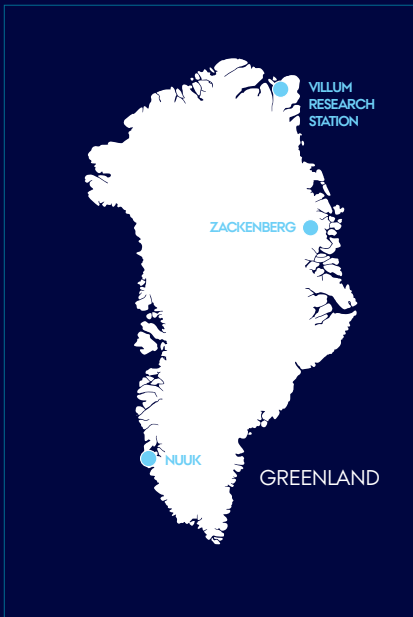 VILLUM
RESEARCH
STATION
ZACKENBERG
NUUK
GREENLAND